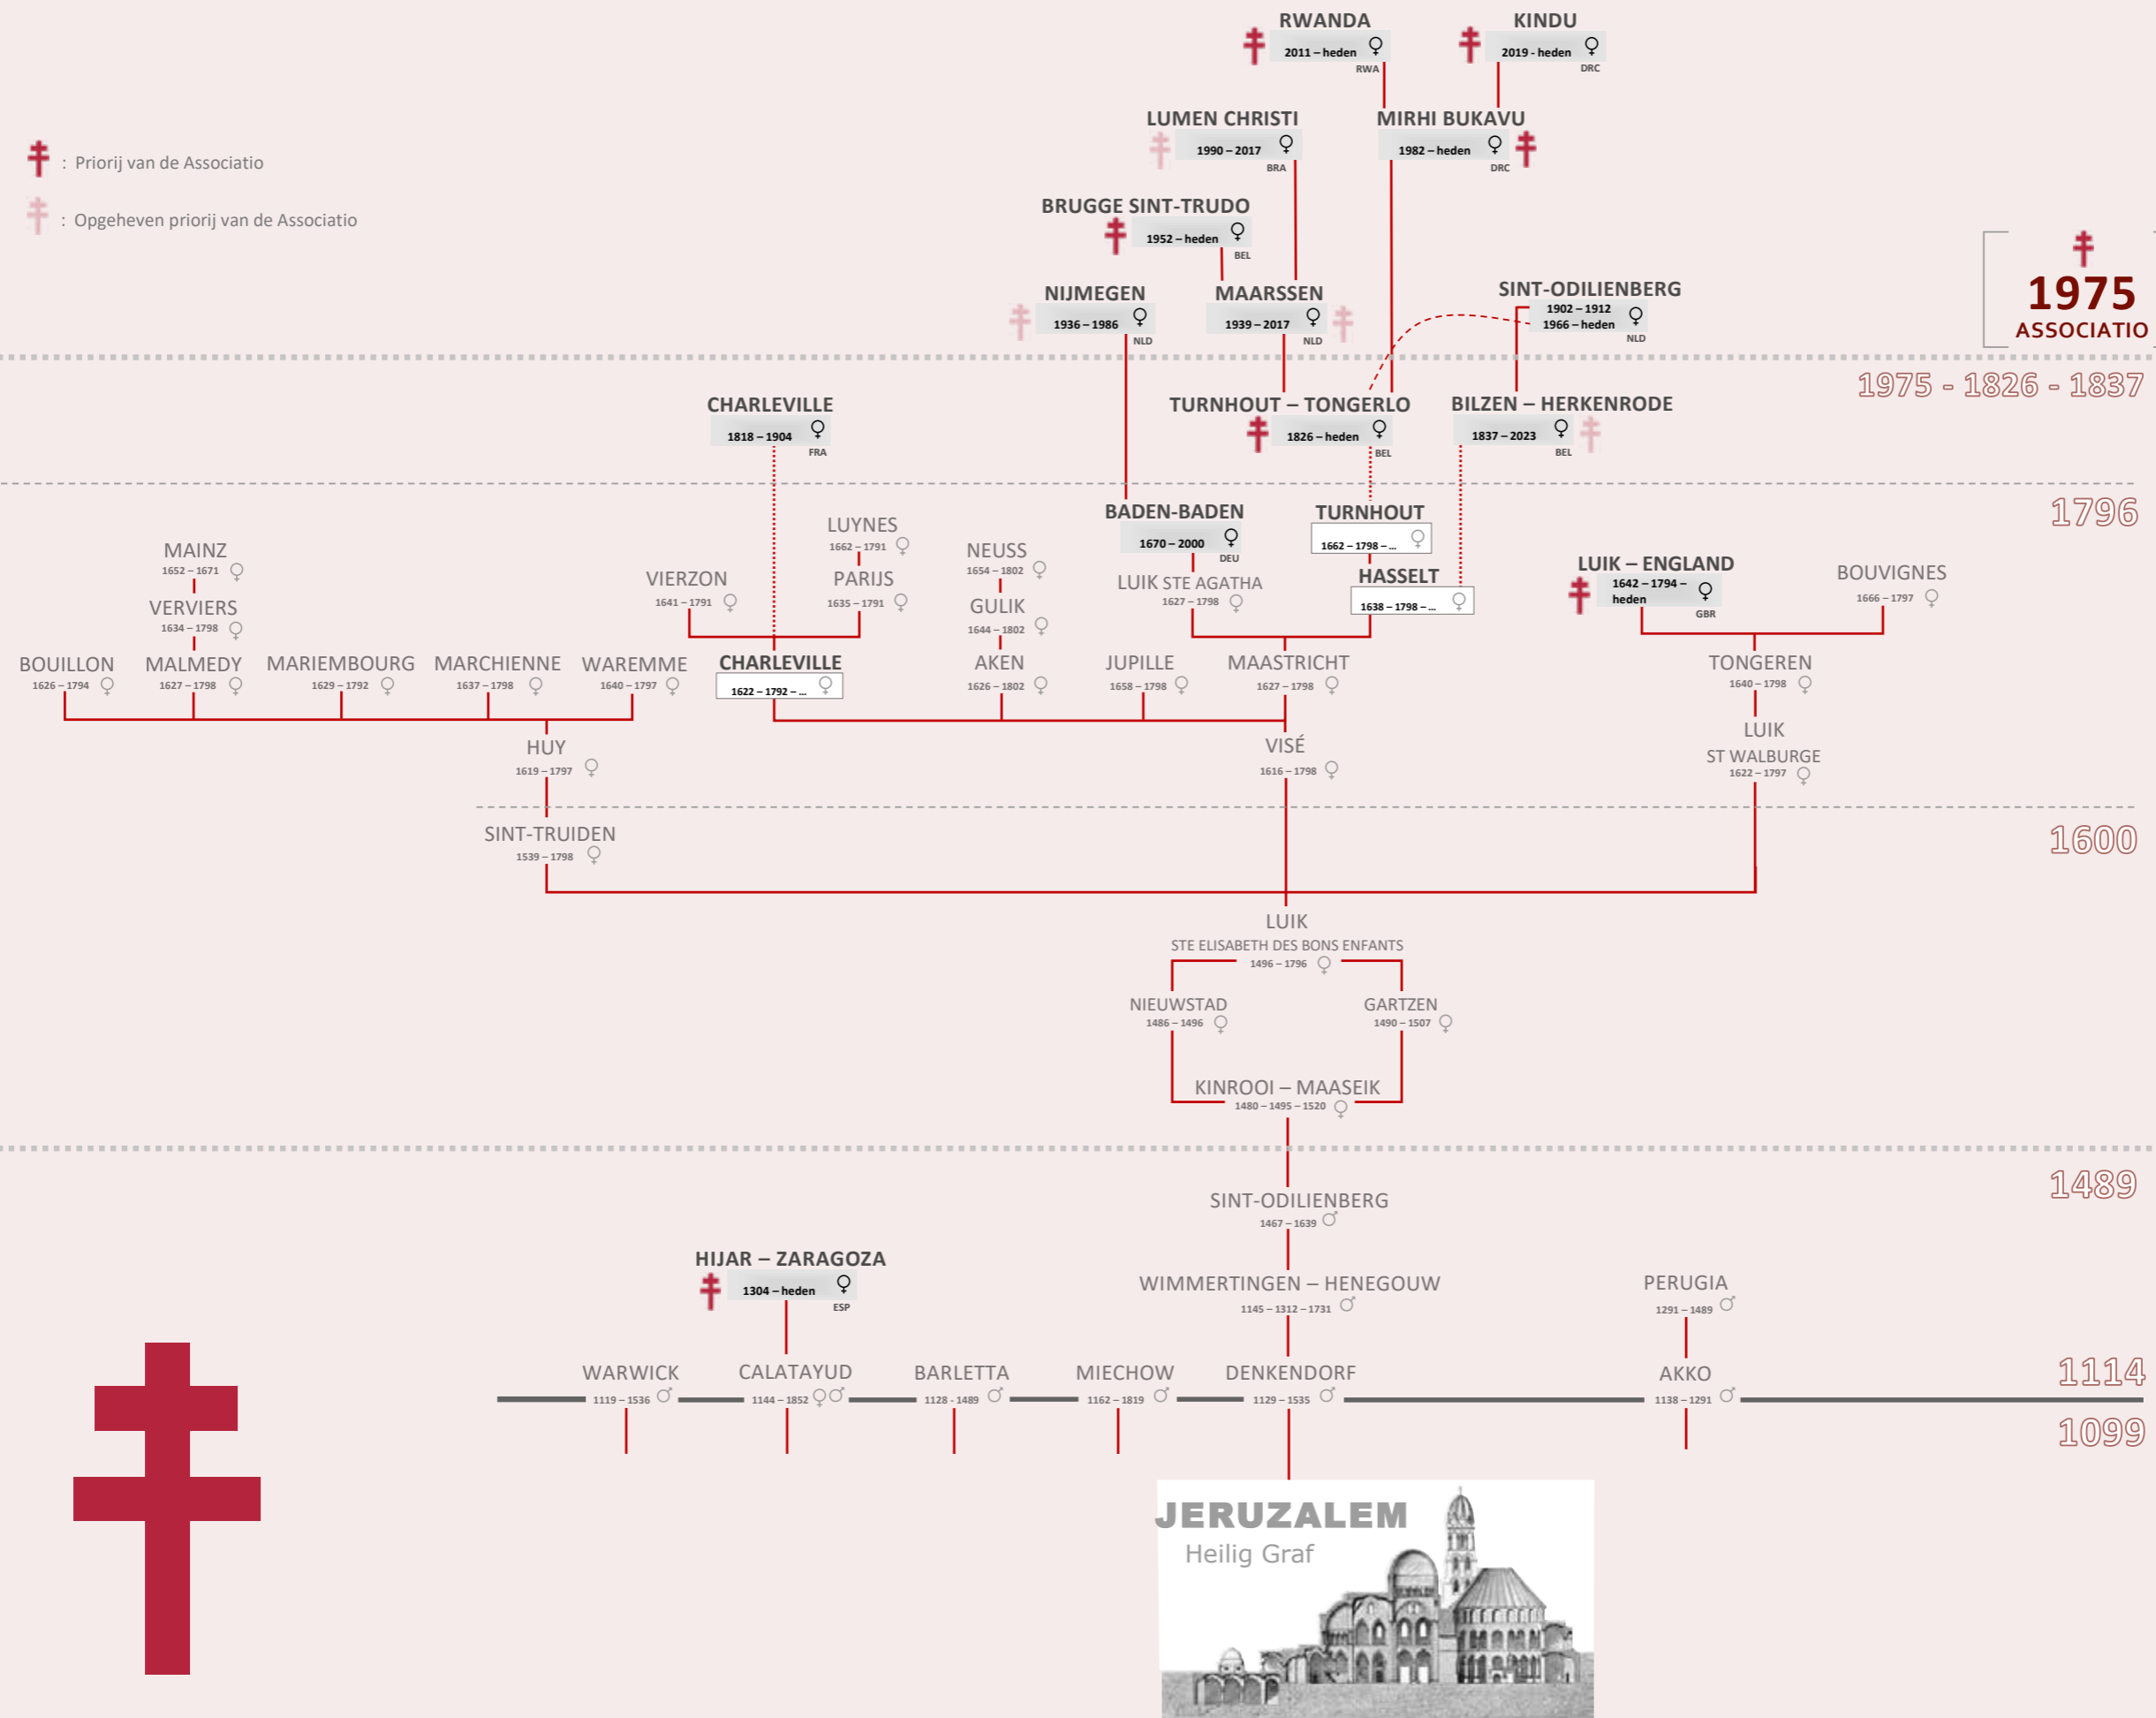 RWANDA
2011 – heden
RWA
KINDU
2019 - heden
DRC
LUMEN CHRISTI
1990 – 2017
BRA
MIRHI BUKAVU
1982 – heden
DRC
: Priorij van de Associatio
: Opgeheven priorij van de Associatio
BRUGGE SINT-TRUDO
1952 – heden
BEL
NIJMEGEN
1936 – 1986
NLD
MAARSSEN
1939 – 2017
NLD
SINT-ODILIENBERG
1902 – 1912
1966 – heden
NLD
1975
ASSOCIATIO
1975 - 1826 - 1837
CHARLEVILLE
1818 – 1904
FRA
TURNHOUT – TONGERLO
1826 – heden
BEL
BILZEN – HERKENRODE
1837 – 2023
BEL
1796
MAINZ
1652 – 1671
VERVIERS
1634 – 1798
LUYNES
1662 – 1791
VIERZON
1641 – 1791
PARIJS
1635 – 1791
NEUSS
1654 – 1802
GULIK
1644 – 1802
BADEN-BADEN
1670 – 2000
DEU
LUIK STE AGATHA
1627 – 1798
TURNHOUT
1662 – 1798 – ...
HASSELT
1638 – 1798 – ...
LUIK – ENGLAND
1642 – 1794 –
heden
GBR
BOUVIGNES
1666 – 1797
BOUILLON
1626 – 1794
MALMEDY
1627 – 1798
MARIEMBOURG
1629 – 1792
MARCHIENNE
1637 – 1798
WAREMME
1640 – 1797
CHARLEVILLE
1622 – 1792 – ...
AKEN
1626 – 1802
JUPILLE
1658 – 1798
MAASTRICHT
1627 – 1798
TONGEREN
1640 – 1798
HUY
1619 – 1797
VISÉ
1616 – 1798
LUIK
ST WALBURGE
1622 – 1797
1600
SINT-TRUIDEN
1539 – 1798
LUIK
STE ELISABETH DES BONS ENFANTS
1496 – 1796
NIEUWSTAD
1486 – 1496
GARTZEN
1490 – 1507
KINROOI – MAASEIK
1480 – 1495 – 1520
1489
SINT-ODILIENBERG
1467 – 1639
HIJAR – ZARAGOZA
1304 – heden
ESP
WIMMERTINGEN – HENEGOUW
1145 – 1312 – 1731
PERUGIA
1291 – 1489
WARWICK
1119 – 1536
CALATAYUD
1144 – 1852
BARLETTA
1128 - 1489
MIECHOW
1162 – 1819
DENKENDORF
1129 – 1535
AKKO
1138 – 1291
1114
1099
JERUZALEM
Heilig Graf